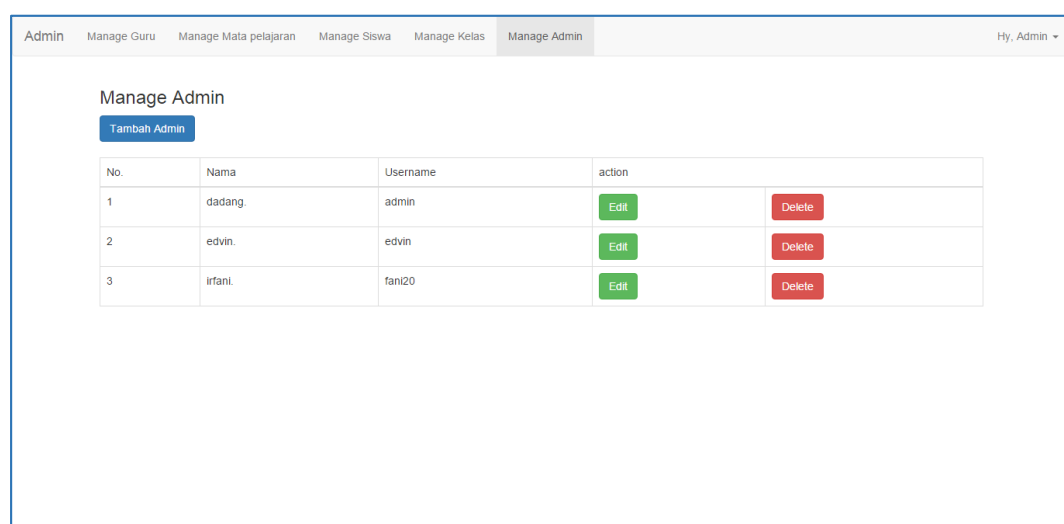 Admin Manage Guru Manage Mata pelajaran Manage Siswa Manage Kelas Manage Admin Hy, Admin
Manage Admin
Tambah Admin
No. Nama Username action
1 dadang. admin Edit Delete
2 edvin. edvin Edit Delete
3 irfani. fani20 Edit Delete